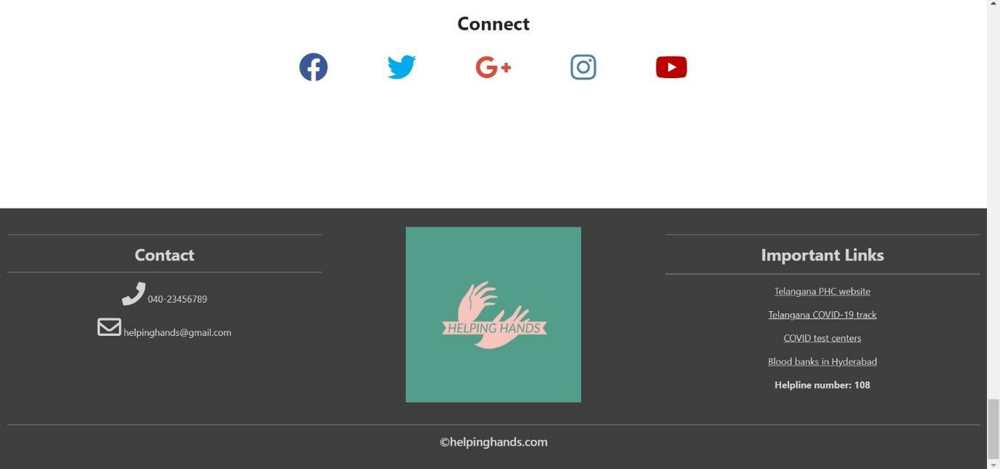 Connect
Contact
040-23456789
helpinghands@gmail.com
HELPING HANDS
Important Links
Telangana PHC website
Telangana COVID-19 track
COVID test centers
Blood banks in Hyderabad
Helpline number: 108
©helpinghands.com